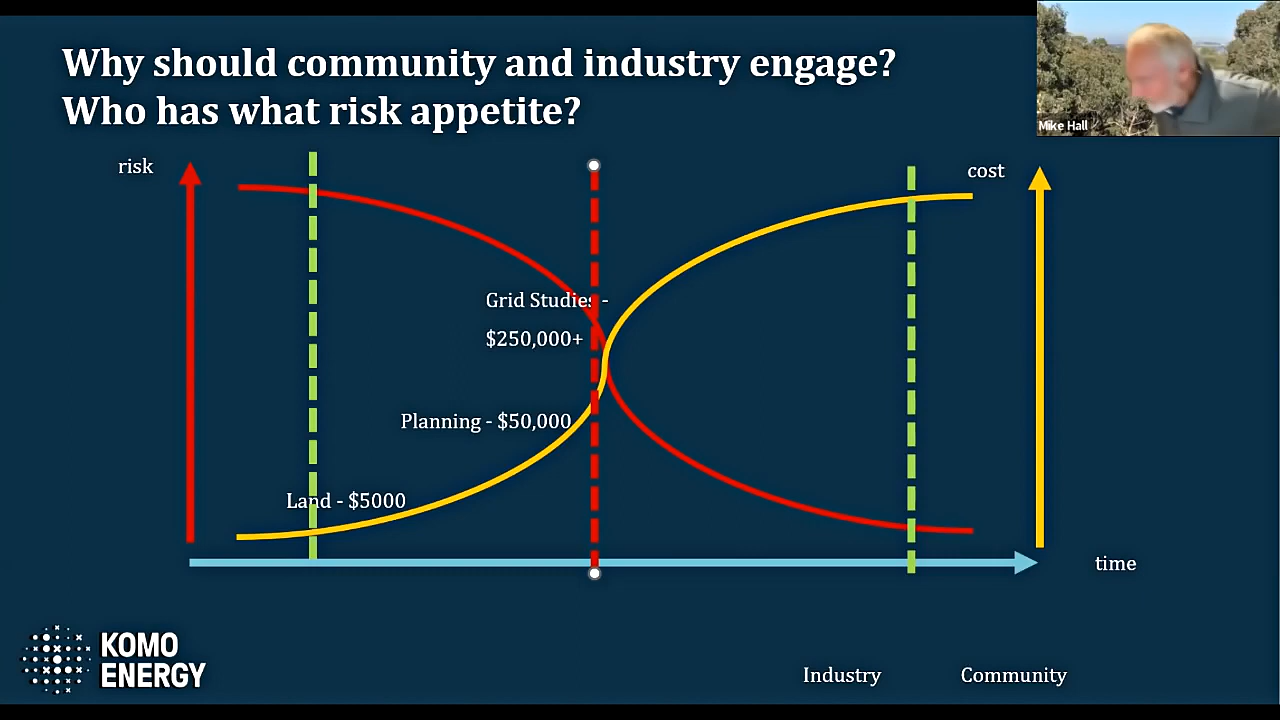 Why should community and industry engage?
Who has what risk appetite?
Mike Hall
risk
cost
Grid Studies -
$250,000+
Planning - $50,000
Land - $5000
time
KOMO
ENERGY
Industry
Community